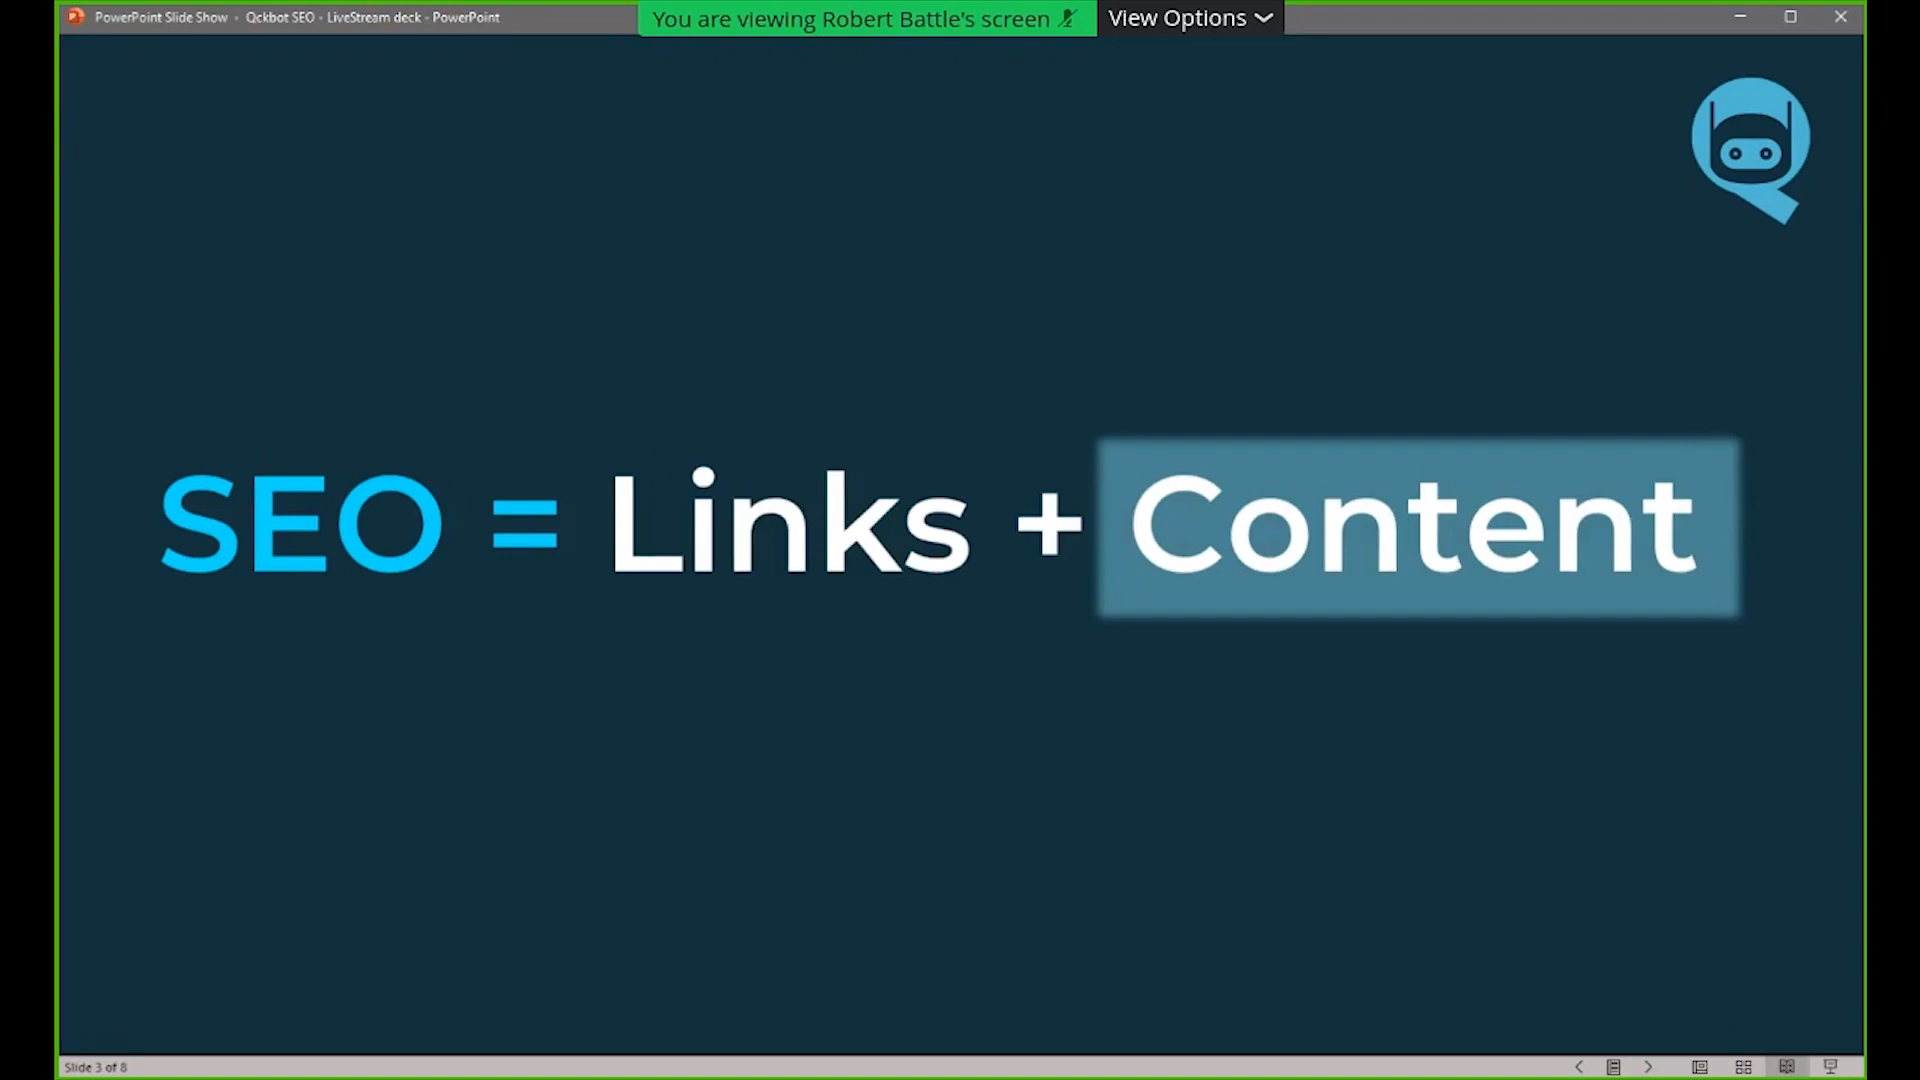 PowerPoint Slide Show - Qckbot SEO - LiveStream deck - PowerPoint
You are viewing Robert Battle's screen
View Options
SEO = Links + Content
Slide 3 of 8